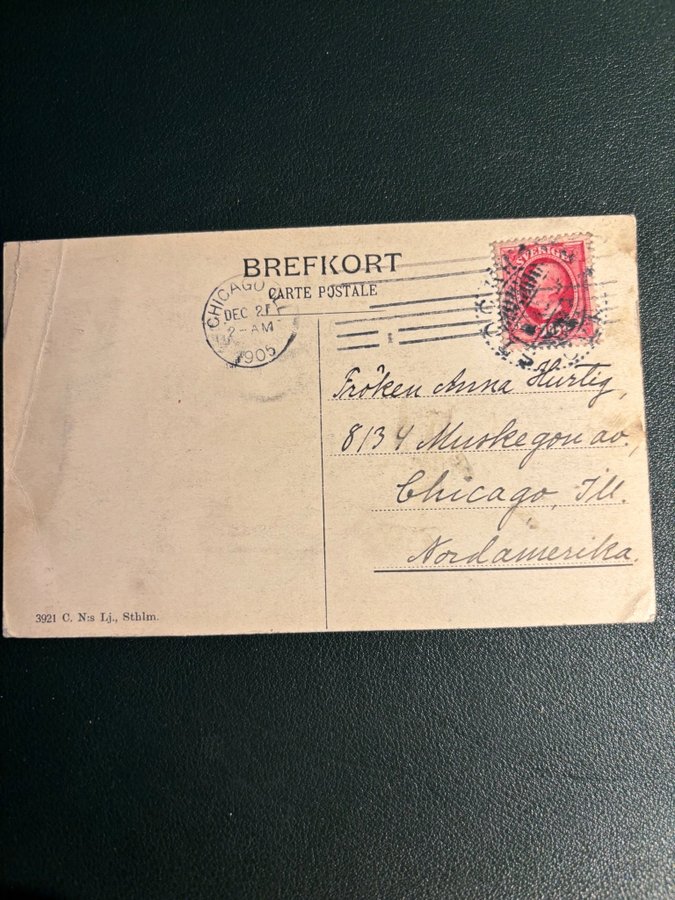 BREFKORT
CARTE POSTALE
CHICAGO
DEC 21
2-AM
1905
SVERIGE
Fröken Anna Hurtig,
8134 Muskegon av.,
Chicago, Ill.
Nordamerika.
3921 C. N:s Lj., Sthlm.